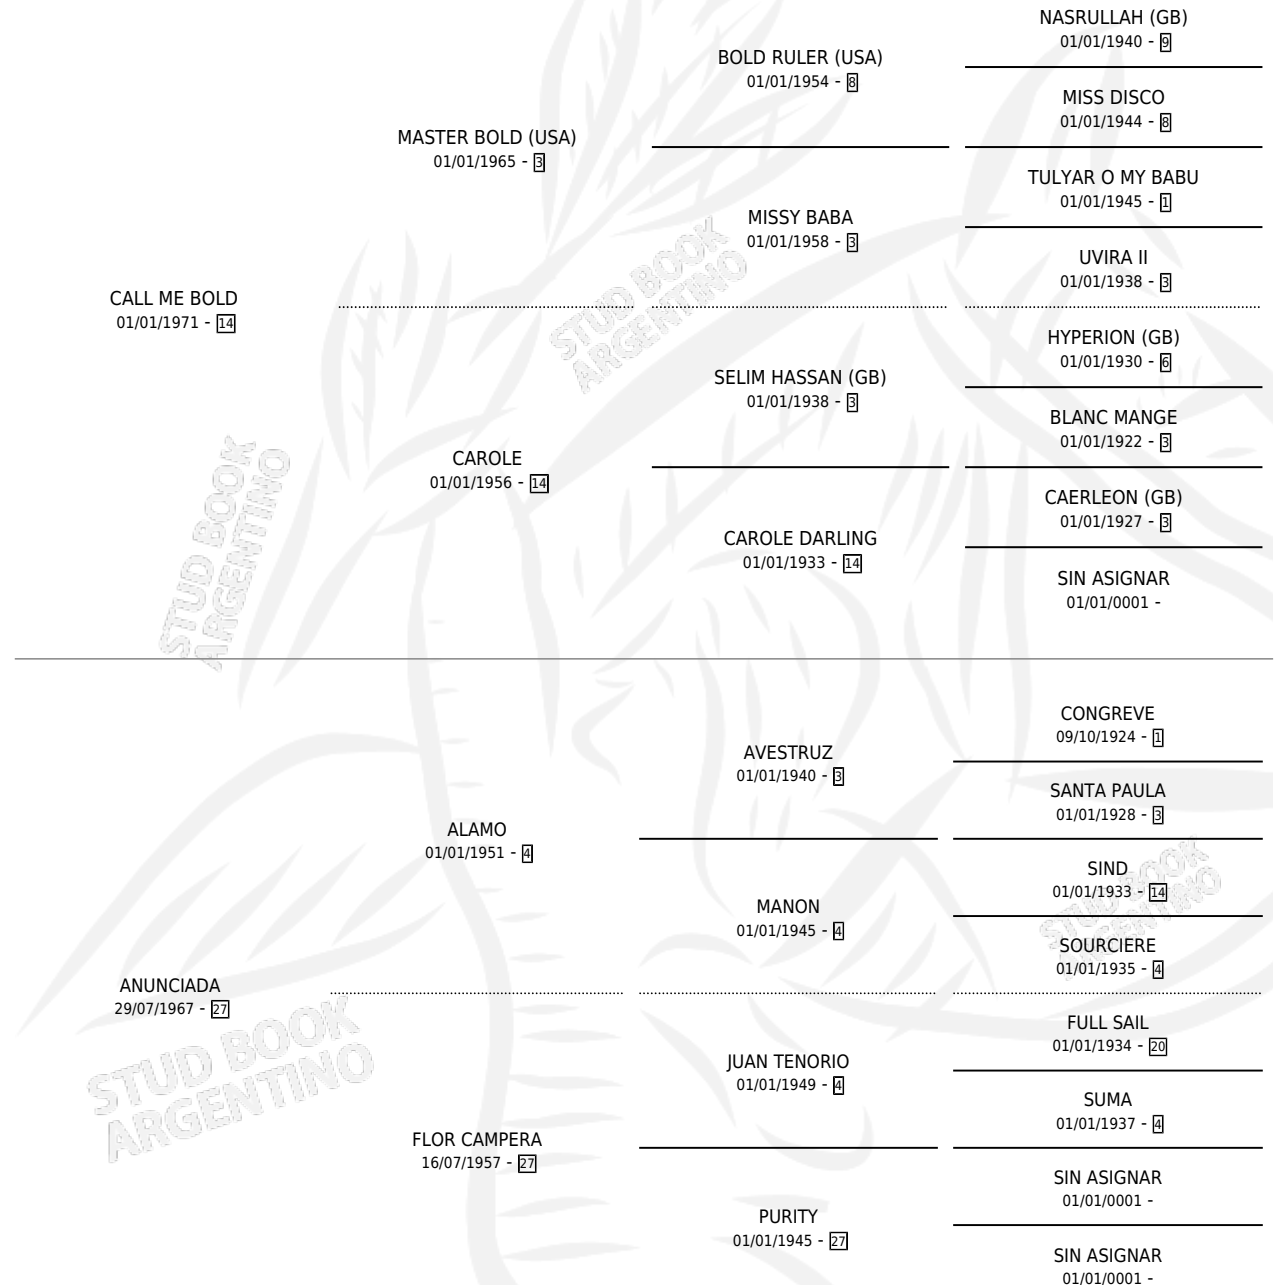 NASRULLAH (GB)
01/01/1940 - 9
BOLD RULER (USA)
01/01/1954 - 8
MISS DISCO
01/01/1944 - 8
MASTER BOLD (USA)
01/01/1965 - 3
TULYAR O MY BABU
01/01/1945 - 1
MISSY BABA
01/01/1958 - 3
UVIRA II
01/01/1938 - 3
CALL ME BOLD
01/01/1971 - 14
HYPERION (GB)
01/01/1930 - 6
SELIM HASSAN (GB)
01/01/1938 - 3
BLANC MANGE
01/01/1922 - 3
CAROLE
01/01/1956 - 14
CAERLEON (GB)
01/01/1927 - 3
CAROLE DARLING
01/01/1933 - 14
SIN ASIGNAR
01/01/0001 -
CONGREVE
09/10/1924 - 1
AVESTRUZ
01/01/1940 - 3
SANTA PAULA
01/01/1928 - 3
ALAMO
01/01/1951 - 4
SIND
01/01/1933 - 14
MANON
01/01/1945 - 4
SOURCIERE
01/01/1935 - 4
ANUNCIADA
29/07/1967 - 27
FULL SAIL
01/01/1934 - 20
JUAN TENORIO
01/01/1949 - 4
SUMA
01/01/1937 - 4
FLOR CAMPERA
16/07/1957 - 27
SIN ASIGNAR
01/01/0001 -
PURITY
01/01/1945 - 27
SIN ASIGNAR
01/01/0001 -
STUD BOOK
ARGENTINO
STUD BOOK
ARGENTINO
STUD BOOK
ARGENTINO
STUD BOOK
ARGENTINO